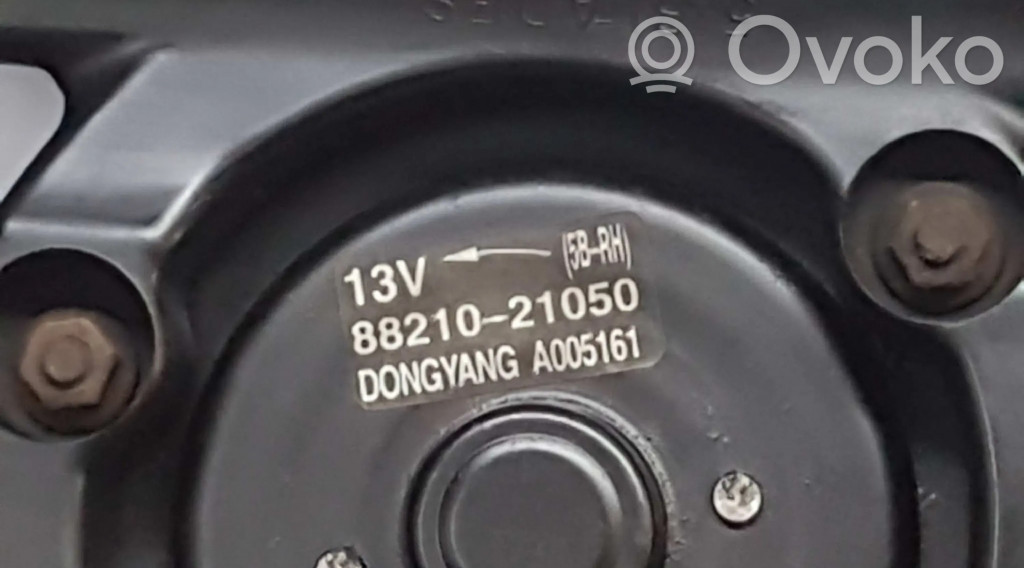 Ovoko
13V (5B-RH)
88210-21050
DONGYANG A005161